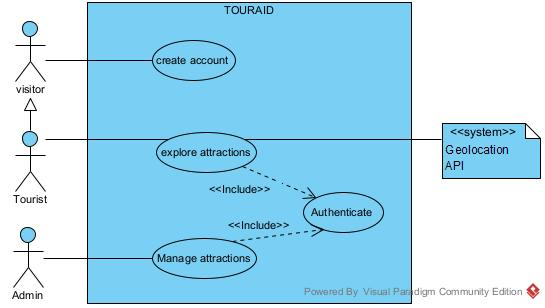 TOURAID
create account
visitor
<<system>>
Geolocation
API
explore attractions
<<Include>>
Tourist
Authenticate
<<Include>>
Manage attractions
Admin
Powered By Visual Paradigm Community Edition